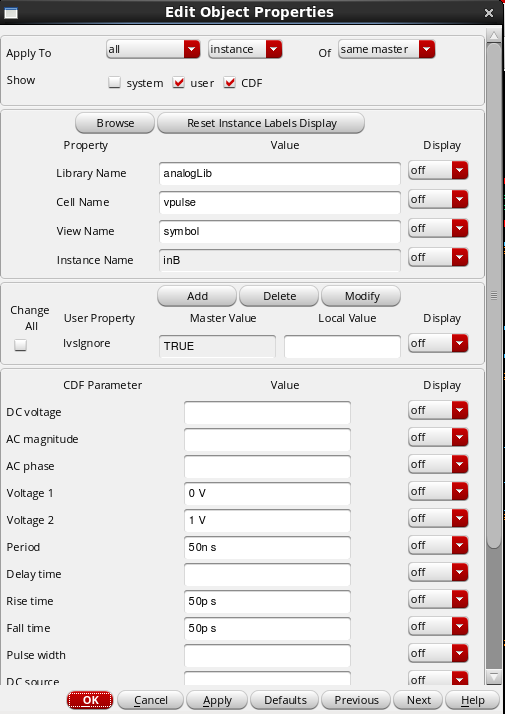 Edit Object Properties
Apply To all instance Of same master
Show system user CDF
Browse Reset Instance Labels Display
Property Value Display
Library Name analogLib off
Cell Name vpulse off
View Name symbol off
Instance Name inB off
Add Delete Modify
Change All User Property Master Value Local Value Display
lvsIgnore TRUE off
CDF Parameter Value Display
DC voltage off
AC magnitude off
AC phase off
Voltage 1 0 V off
Voltage 2 1 V off
Period 50n s off
Delay time off
Rise time 50p s off
Fall time 50p s off
Pulse width off
DC source off
OK Cancel Apply Defaults Previous Next Help